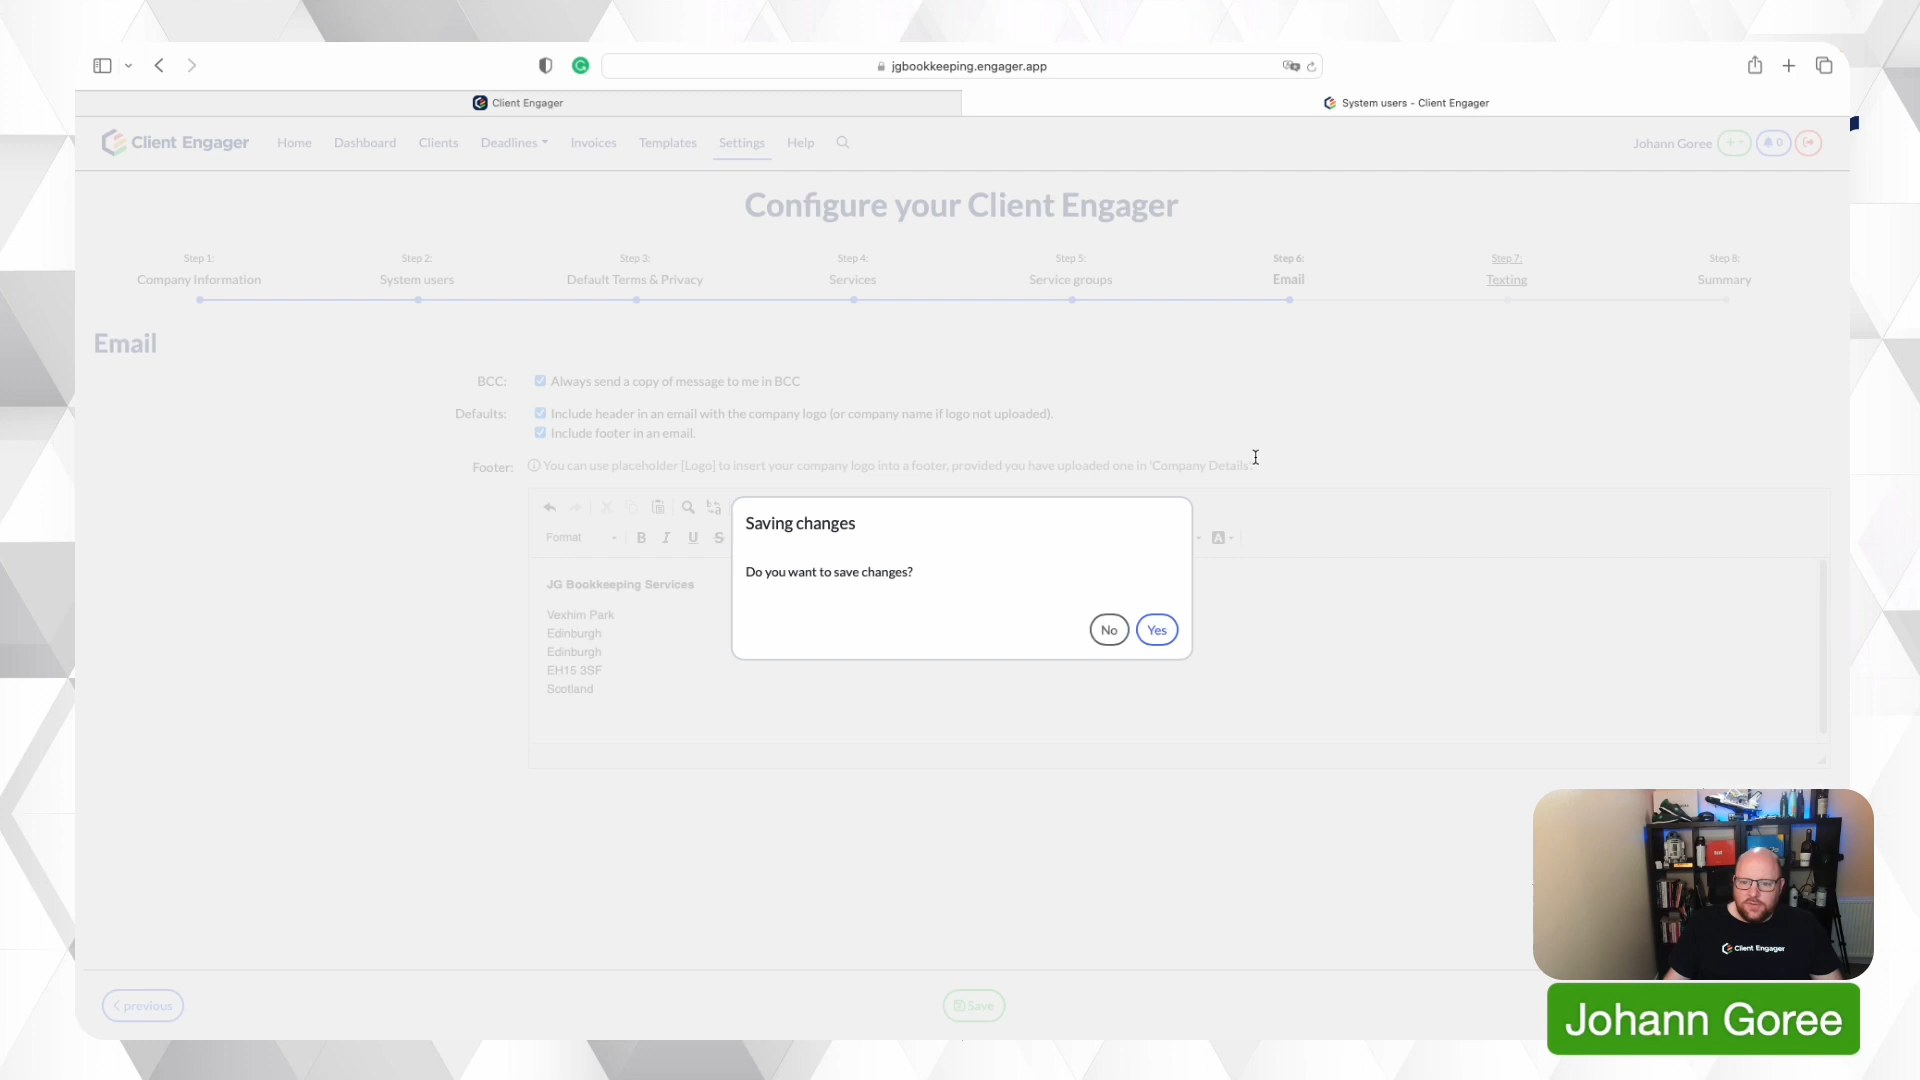 jgbookkeeping.engager.app
Client Engager
System users - Client Engager
Client Engager Home Dashboard Clients Deadlines Invoices Templates Settings Help Johann Goree 0
Configure your Client Engager
Step 1: Step 2: Step 3: Step 4: Step 5: Step 6: Step 7: Step 8:
Company Information System users Default Terms & Privacy Services Service groups Email Texting Summary
Email
BCC: Always send a copy of message to me in BCC
Defaults: Include header in an email with the company logo (or company name if logo not uploaded).
Include footer in an email.
Footer: You can use placeholder [Logo] to insert your company logo into a footer, provided you have uploaded one in 'Company Details'.
Format B I U S A
JG Bookkeeping Services
Vexhim Park
Edinburgh
Edinburgh
EH15 3SF
Scotland
Saving changes
Do you want to save changes?
No Yes
previous Save
Client Engager
Johann Goree